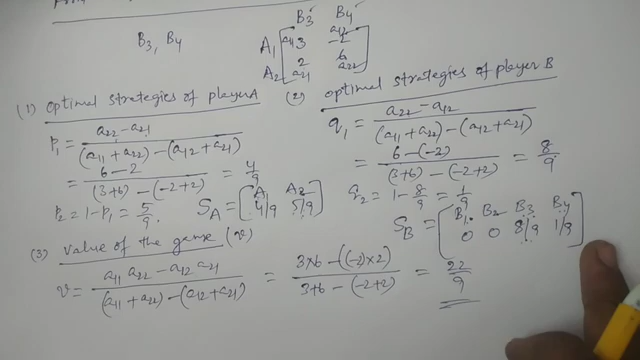 B3, B4
B3 B4
a11 a12
A1 3 -2
A2 2 6
a21 a22
(1) optimal strategies of player A
p1 = a22 - a21 / (a11 + a22) - (a12 + a21)
= 6 - 2 / (3+6) - (-2+2) = 4/9
p2 = 1 - p1 = 5/9.
SA = [A1 A2
4/9 5/9]
(2) optimal strategies of player B
q1 = a22 - a12 / (a11 + a22) - (a12 + a21)
= 6 - (-2) / (3+6) - (-2+2) = 8/9
q2 = 1 - 8/9 = 1/9
SB = [B1 B2 B3 B4
0 0 8/9 1/9]
(3) value of the game (v)
v = a11 a22 - a12 a21 / (a11 + a22) - (a12 + a21) = 3×6 - ((-2)×2) / 3+6 - (-2+2) = 22/9